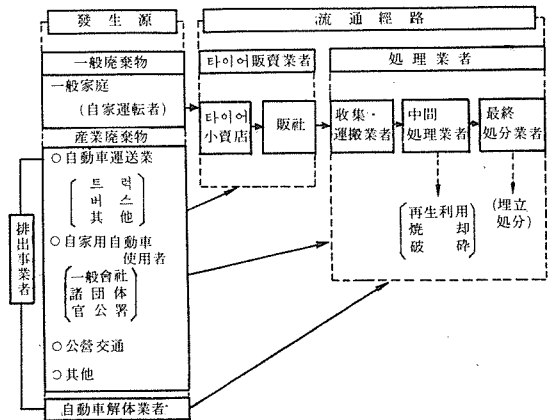 發生源
流通經路
一般廃棄物
一般家庭
(自家運転者)
産業廃棄物
○自動車運送業
트럭
버스
其他
○自家用自動車
使用者
一般會社
諸団体
官公署
○公營交通
○其他
自動車解体業者
排出事業者
타이어販賣業者
타이어
小賣店
販社
処理業者
収集·
運搬業者
中間
処理業者
最終
処分業者
再生利用
焼却
破砕
(埋立
処分)